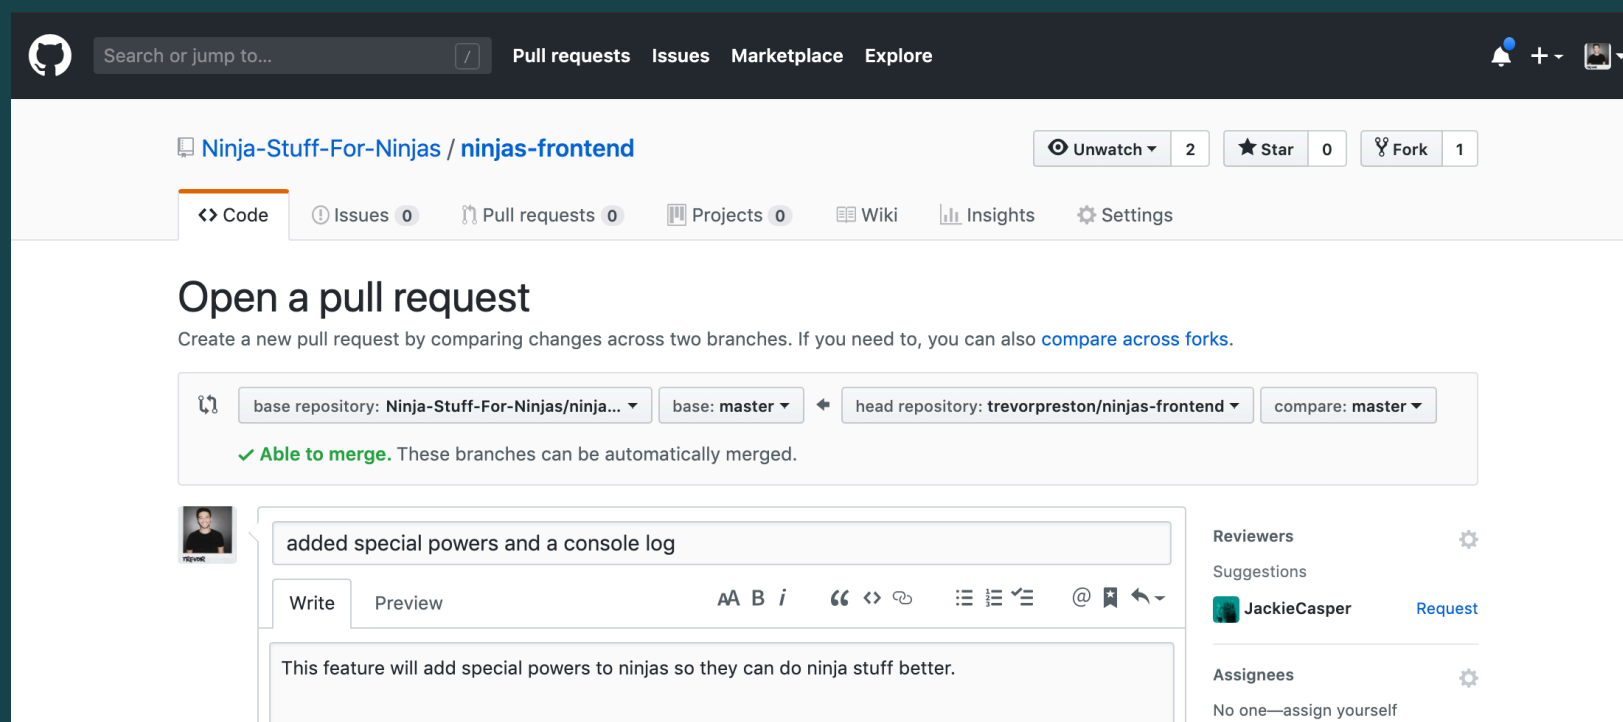 Search or jump to... /
Pull requests Issues Marketplace Explore
Ninja-Stuff-For-Ninjas / ninjas-frontend
Unwatch 2 Star 0 Fork 1
Code Issues 0 Pull requests 0 Projects 0 Wiki Insights Settings
Open a pull request
Create a new pull request by comparing changes across two branches. If you need to, you can also compare across forks.
base repository: Ninja-Stuff-For-Ninjas/ninja... base: master head repository: trevorpreston/ninjas-frontend compare: master
Able to merge. These branches can be automatically merged.
TREVOR
added special powers and a console log
Write Preview AA B i
This feature will add special powers to ninjas so they can do ninja stuff better.
Reviewers
Suggestions
JackieCasper Request
Assignees
No one—assign yourself